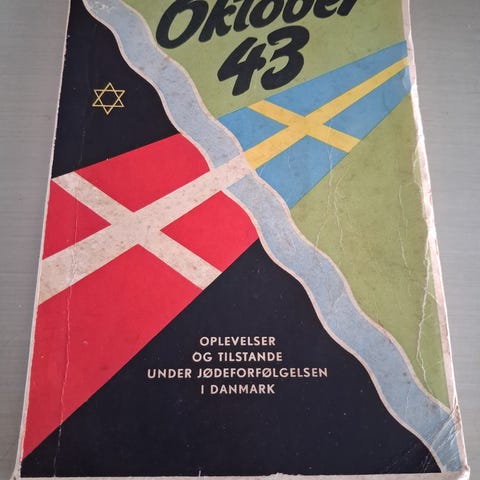 Oktober
43
OPLEVELSER
OG TILSTANDE
UNDER JØDEFORFØLGELSEN
I DANMARK